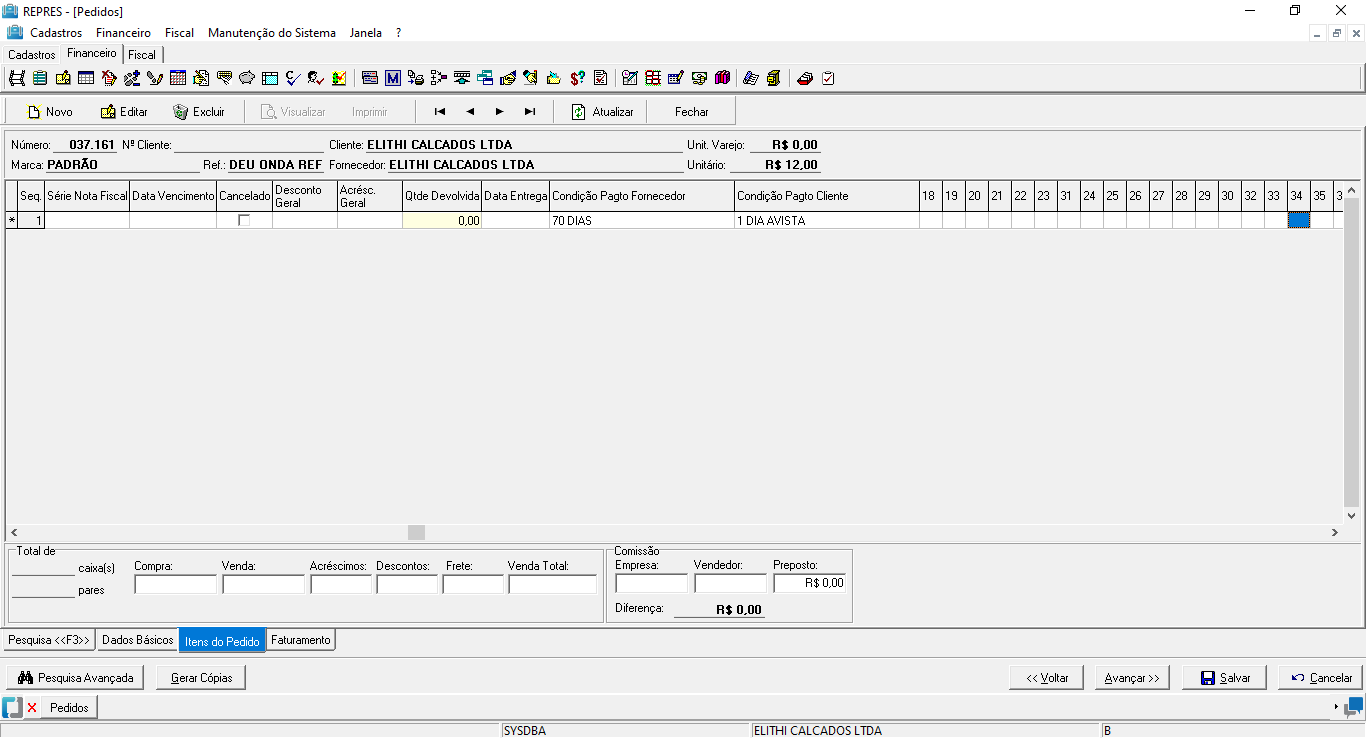 REPRES - [Pedidos]
Cadastros Financeiro Fiscal Manutenção do Sistema Janela ?
Cadastros Financeiro Fiscal
Novo Editar Excluir Visualizar Imprimir Atualizar Fechar
Número: 037.161 Nº Cliente: Cliente: ELITHI CALCADOS LTDA Unit. Varejo: R$ 0,00
Marca: PADRÃO Ref.: DEU ONDA REF Fornecedor: ELITHI CALCADOS LTDA Unitário: R$ 12,00
Seq. Série Nota Fiscal Data Vencimento Cancelado Desconto Geral Acrésc. Geral Qtde Devolvida Data Entrega Condição Pagto Fornecedor Condição Pagto Cliente 18 19 20 21 22 23 31 24 25 26 27 28 29 30 32 33 34 35 3
* 1 0,00 70 DIAS 1 DIA AVISTA
Total de
caixa(s) Compra: Venda: Acréscimos: Descontos: Frete: Venda Total:
pares
Comissão
Empresa: Vendedor: Preposto:
R$ 0,00
Diferença: R$ 0,00
Pesquisa <<F3>> Dados Básicos Itens do Pedido Faturamento
Pesquisa Avançada Gerar Cópias << Voltar Avançar >> Salvar Cancelar
Pedidos
SYSDBA ELITHI CALCADOS LTDA B